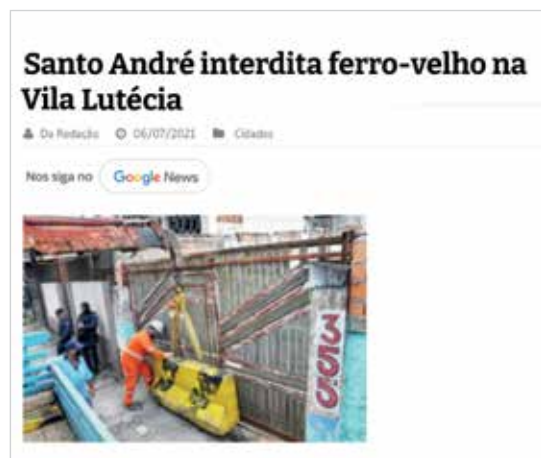 Santo André interdita ferro-velho na
Vila Lutécia
Da Redação 06/07/2021 Cidades
Nos siga no Google News